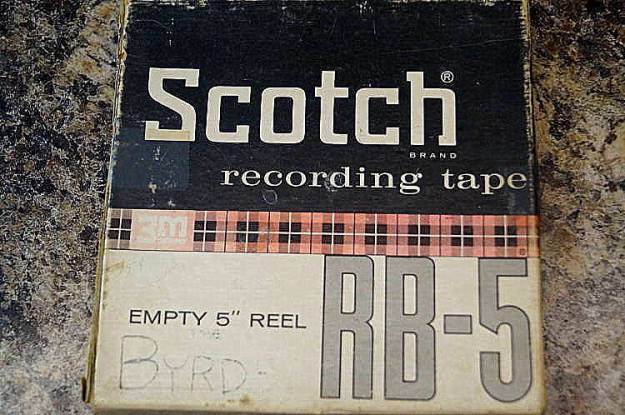 Scotch®
BRAND
recording tape
3m
RB-5
EMPTY 5" REEL
BYRD-